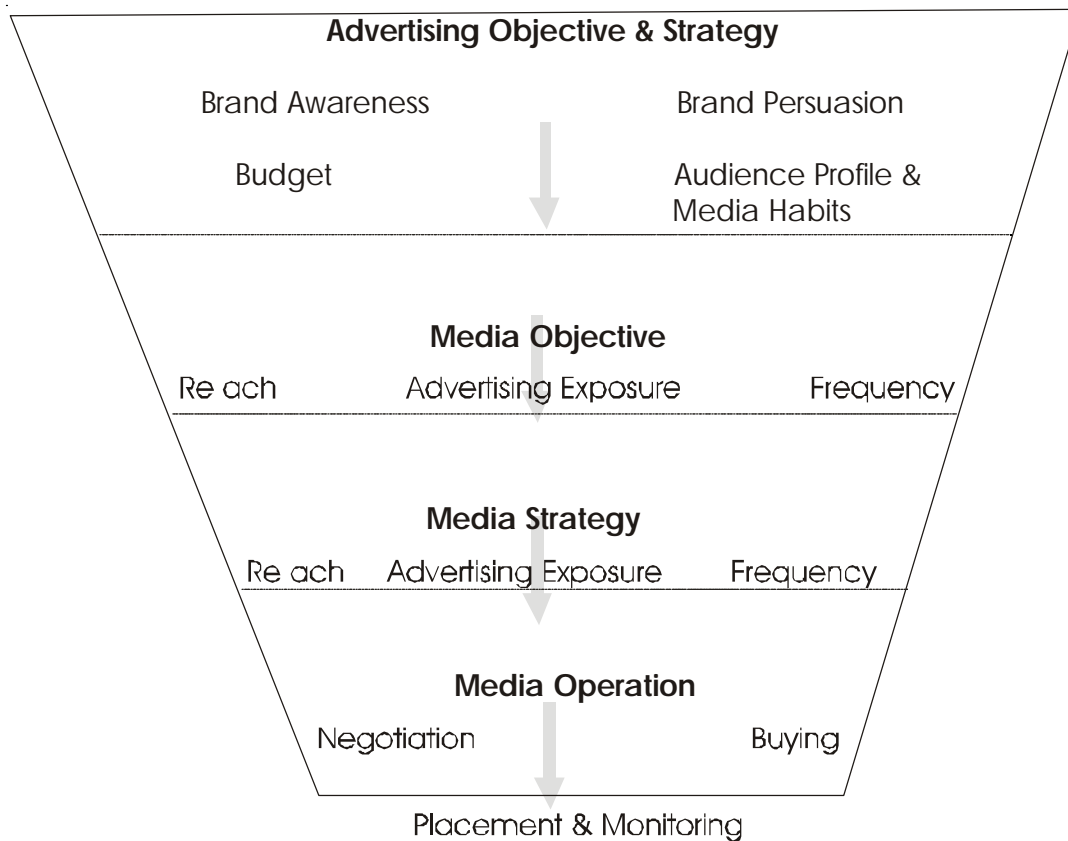 Advertising Objective & Strategy
Brand Awareness Brand Persuasion
Budget Audience Profile &
Media Habits
Media Objective
Re ach Advertising Exposure Frequency
Media Strategy
Re ach Advertising Exposure Frequency
Media Operation
Negotiation Buying
Placement & Monitoring